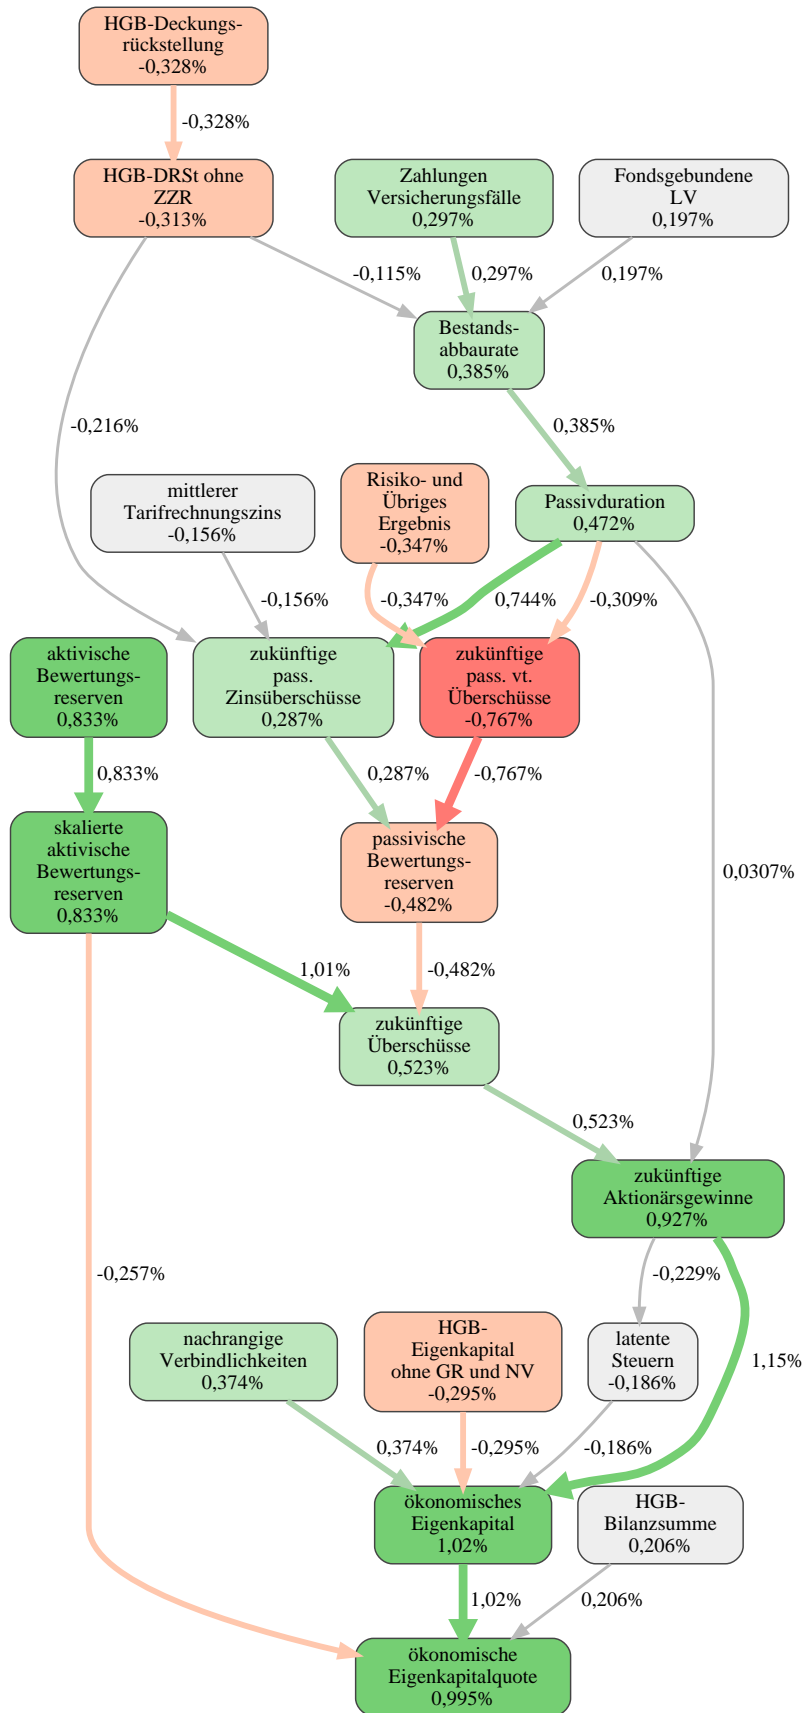 HGB-Deckungs-
rückstellung
-0,328%
-0,328%
HGB-DRSt ohne
ZZR
-0,313%
Zahlungen
Versicherungsfälle
0,297%
Fondsgebundene
LV
0,197%
-0,115%
0,297%
0,197%
Bestands-
abbaurate
0,385%
-0,216%
0,385%
mittlerer
Tarifrechnungszins
-0,156%
Risiko- und
Übriges
Ergebnis
-0,347%
Passivduration
0,472%
-0,156%
-0,347%
0,744%
-0,309%
aktivische
Bewertungs-
reserven
0,833%
zukünftige
pass.
Zinsüberschüsse
0,287%
zukünftige
pass. vt.
Überschüsse
-0,767%
0,833%
0,287%
-0,767%
skalierte
aktivische
Bewertungs-
reserven
0,833%
passivische
Bewertungs-
reserven
-0,482%
0,0307%
1,01%
-0,482%
zukünftige
Überschüsse
0,523%
0,523%
zukünftige
Aktionärsgewinne
0,927%
-0,257%
-0,229%
nachrangige
Verbindlichkeiten
0,374%
HGB-
Eigenkapital
ohne GR und NV
-0,295%
latente
Steuern
-0,186%
1,15%
0,374%
-0,295%
-0,186%
ökonomisches
Eigenkapital
1,02%
HGB-
Bilanzsumme
0,206%
1,02%
0,206%
ökonomische
Eigenkapitalquote
0,995%